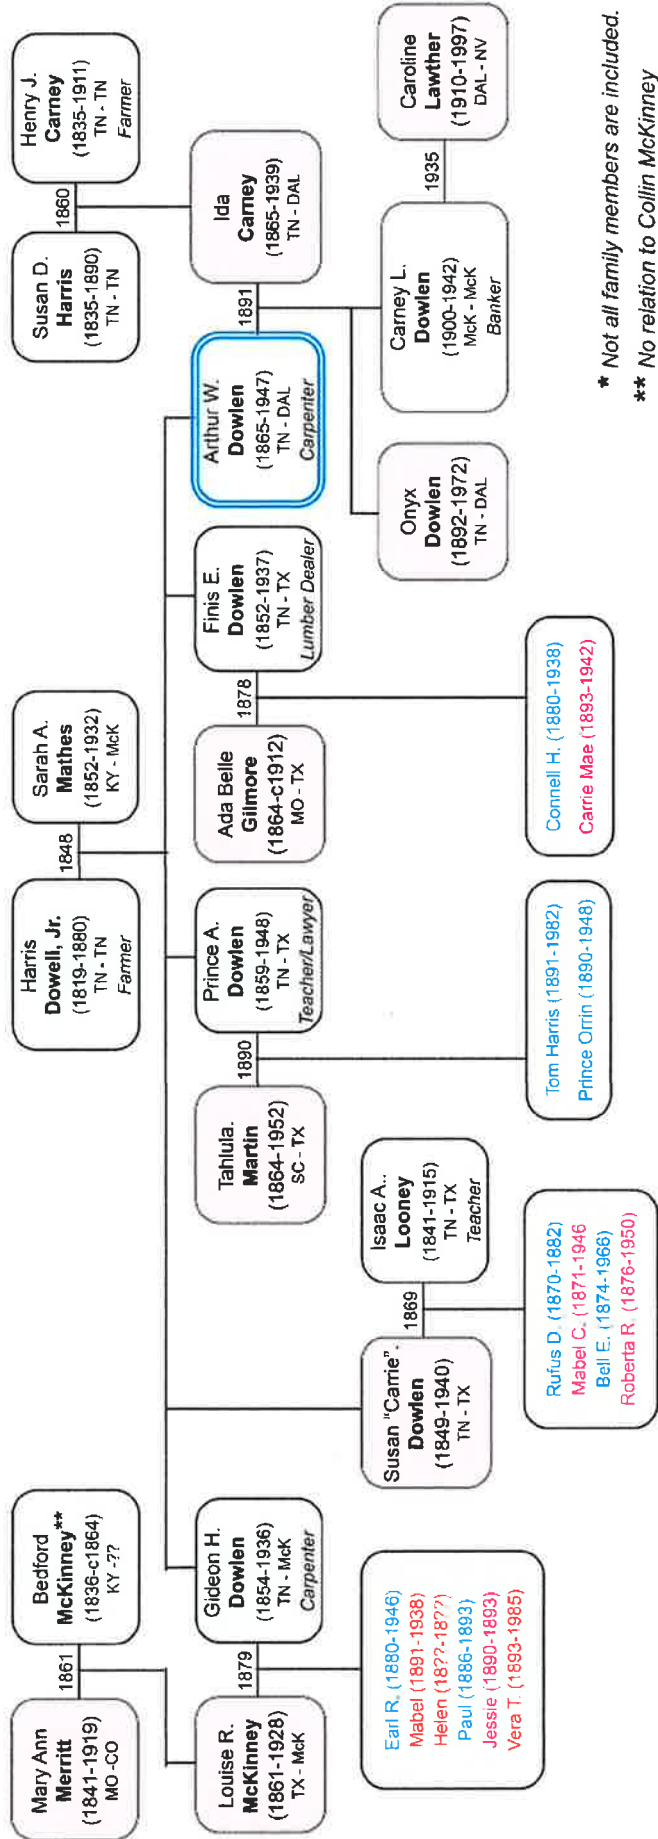 Mary Ann
Merritt
(1841-1919)
MO -CO
1861
Bedford
McKinney**
(1836-c1864)
KY -??
Harris
Dowell, Jr.
(1819-1880)
TN - TN
Farmer
1848
Sarah A.
Mathes
(1852-1932)
KY - McK
Susan D.
Harris
(1835-1890)
TN - TN
1860
Henry J.
Carney
(1835-1911)
TN - TN
Farmer
Louise R.
McKinney
(1861-1928)
TX - McK
1879
Gideon H.
Dowlen
(1854-1936)
TN - McK
Carpenter
Tahlula.
Martin
(1864-1952)
SC - TX
1890
Prince A.
Dowlen
(1859-1948)
TN - TX
Teacher/Lawyer
Ada Belle
Gilmore
(1864-c1912)
MO - TX
1878
Finis E.
Dowlen
(1852-1937)
TN - TX
Lumber Dealer
Arthur W.
Dowlen
(1865-1947)
TN - DAL
Carpenter
1891
Ida
Carney
(1865-1939)
TN - DAL
Susan "Carrie".
Dowlen
(1849-1940)
TN - TX
1869
Isaac A..
Looney
(1841-1915)
TN - TX
Teacher
Onyx
Dowlen
(1892-1972)
TN - DAL
Carney L.
Dowlen
(1900-1942)
McK - McK
Banker
1935
Caroline
Lawther
(1910-1997)
DAL - NV
Earl R. (1880-1946)
Mabel (1891-1938)
Helen (18??-18??)
Paul (1886-1893)
Jessie (1890-1893)
Vera T. (1893-1985)
Rufus D. (1870-1882)
Mabel C. (1871-1946
Bell E. (1874-1966)
Roberta R. (1876-1950)
Tom Harris (1891-1982)
Prince Orrin (1890-1948)
Connell H. (1880-1938)
Carrie Mae (1893-1942)
* Not all family members are included.
** No relation to Collin McKinney